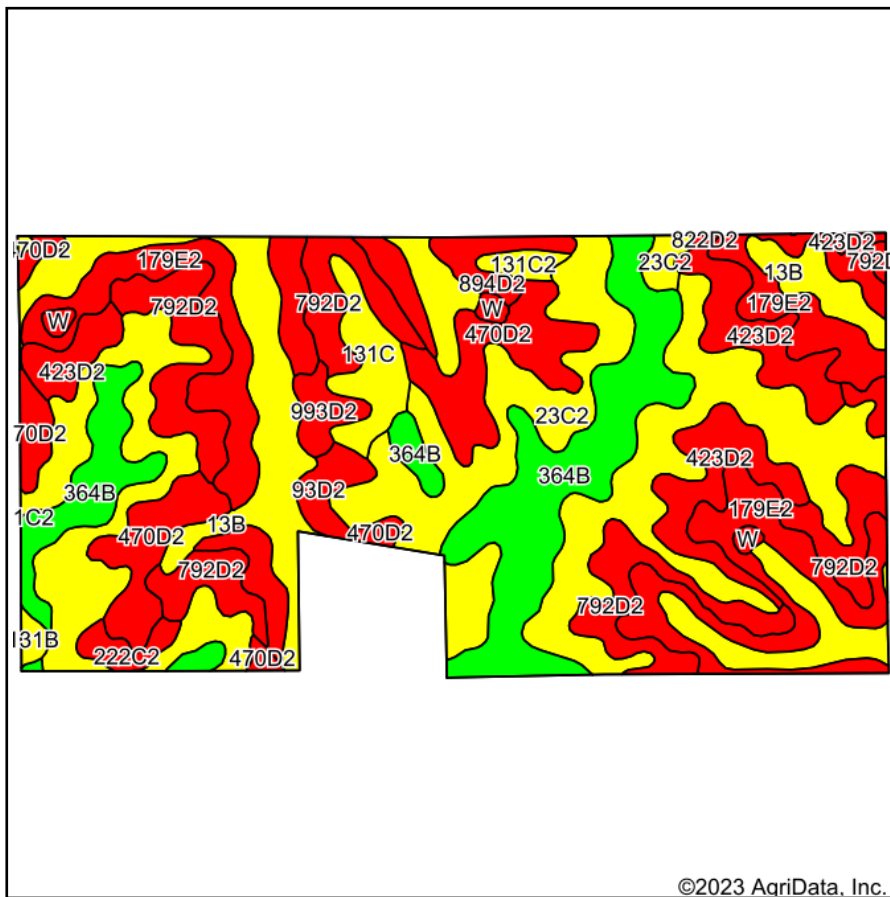 822D2
423D2
470D2
179E2
131C2
23C2
792D
13B
894D2
792D2
792D2
W
179E2
W
470D2
423D2
131C
423D2
993D2
23C2
70D2
364B
423D2
364B
364B
93D2
179E2
1C2
13B
470D2
470D2
W
792D2
792D2
792D2
131B
222C2
470D2
©2023 AgriData, Inc.